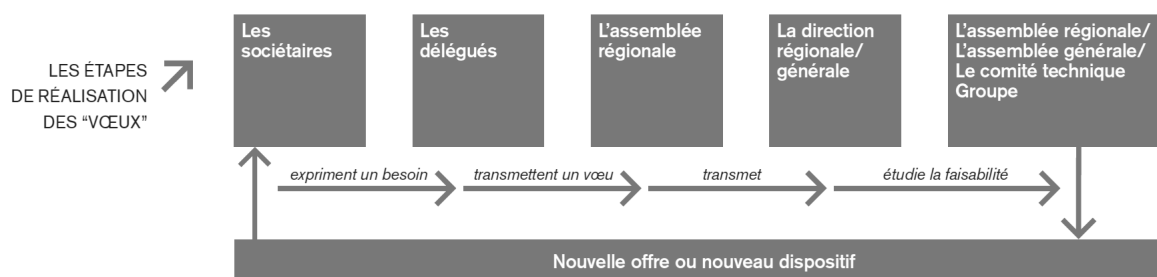 LES ÉTAPES
DE RÉALISATION
DES “VŒUX”
Les
sociétaires
Les
délégués
L’assemblée
régionale
La direction
régionale/
générale
L’assemblée régionale/
L’assemblée générale/
Le comité technique
Groupe
expriment un besoin
transmettent un vœu
transmet
étudie la faisabilité
Nouvelle offre ou nouveau dispositif